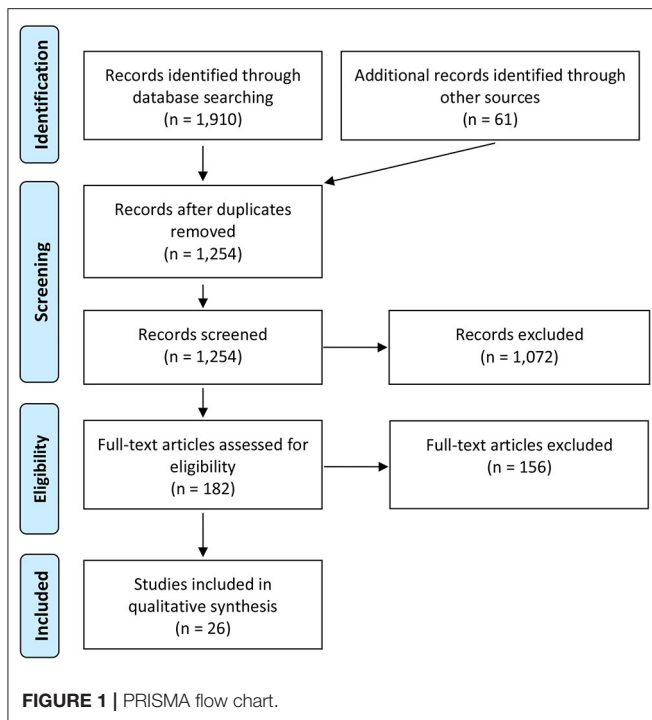 Identification
Records identified through
database searching
(n = 1,910)
Additional records identified through
other sources
(n = 61)
Screening
Records after duplicates
removed
(n = 1,254)
Records screened
(n = 1,254)
Records excluded
(n = 1,072)
Eligibility
Full-text articles assessed for
eligibility
(n = 182)
Full-text articles excluded
(n = 156)
Included
Studies included in
qualitative synthesis
(n = 26)
FIGURE 1 | PRISMA flow chart.